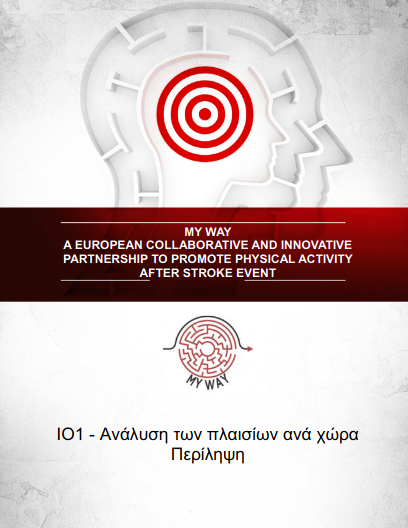 MY WAY
A EUROPEAN COLLABORATIVE AND INNOVATIVE
PARTNERSHIP TO PROMOTE PHYSICAL ACTIVITY
AFTER STROKE EVENT
MY WAY
IO1 - Ανάλυση των πλαισίων ανά χώρα
Περίληψη